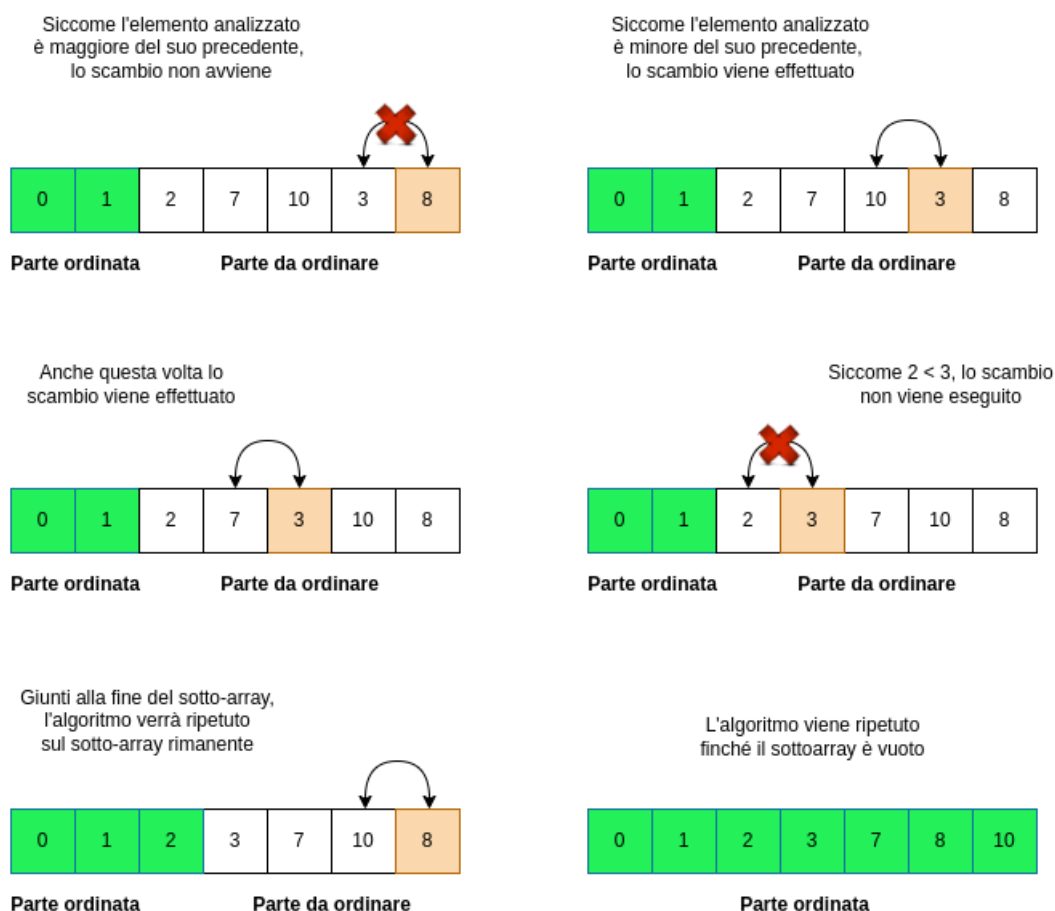 Siccome l'elemento analizzato
è maggiore del suo precedente,
lo scambio non avviene
0 1 2 7 10 3 8
Parte ordinata Parte da ordinare
Siccome l'elemento analizzato
è minore del suo precedente,
lo scambio viene effettuato
0 1 2 7 10 3 8
Parte ordinata Parte da ordinare
Anche questa volta lo
scambio viene effettuato
0 1 2 7 3 10 8
Parte ordinata Parte da ordinare
Siccome 2 < 3, lo scambio
non viene eseguito
0 1 2 3 7 10 8
Parte ordinata Parte da ordinare
Giunti alla fine del sotto-array,
l'algoritmo verrà ripetuto
sul sotto-array rimanente
0 1 2 3 7 10 8
Parte ordinata Parte da ordinare
L'algoritmo viene ripetuto
finché il sottoarray è vuoto
0 1 2 3 7 8 10
Parte ordinata